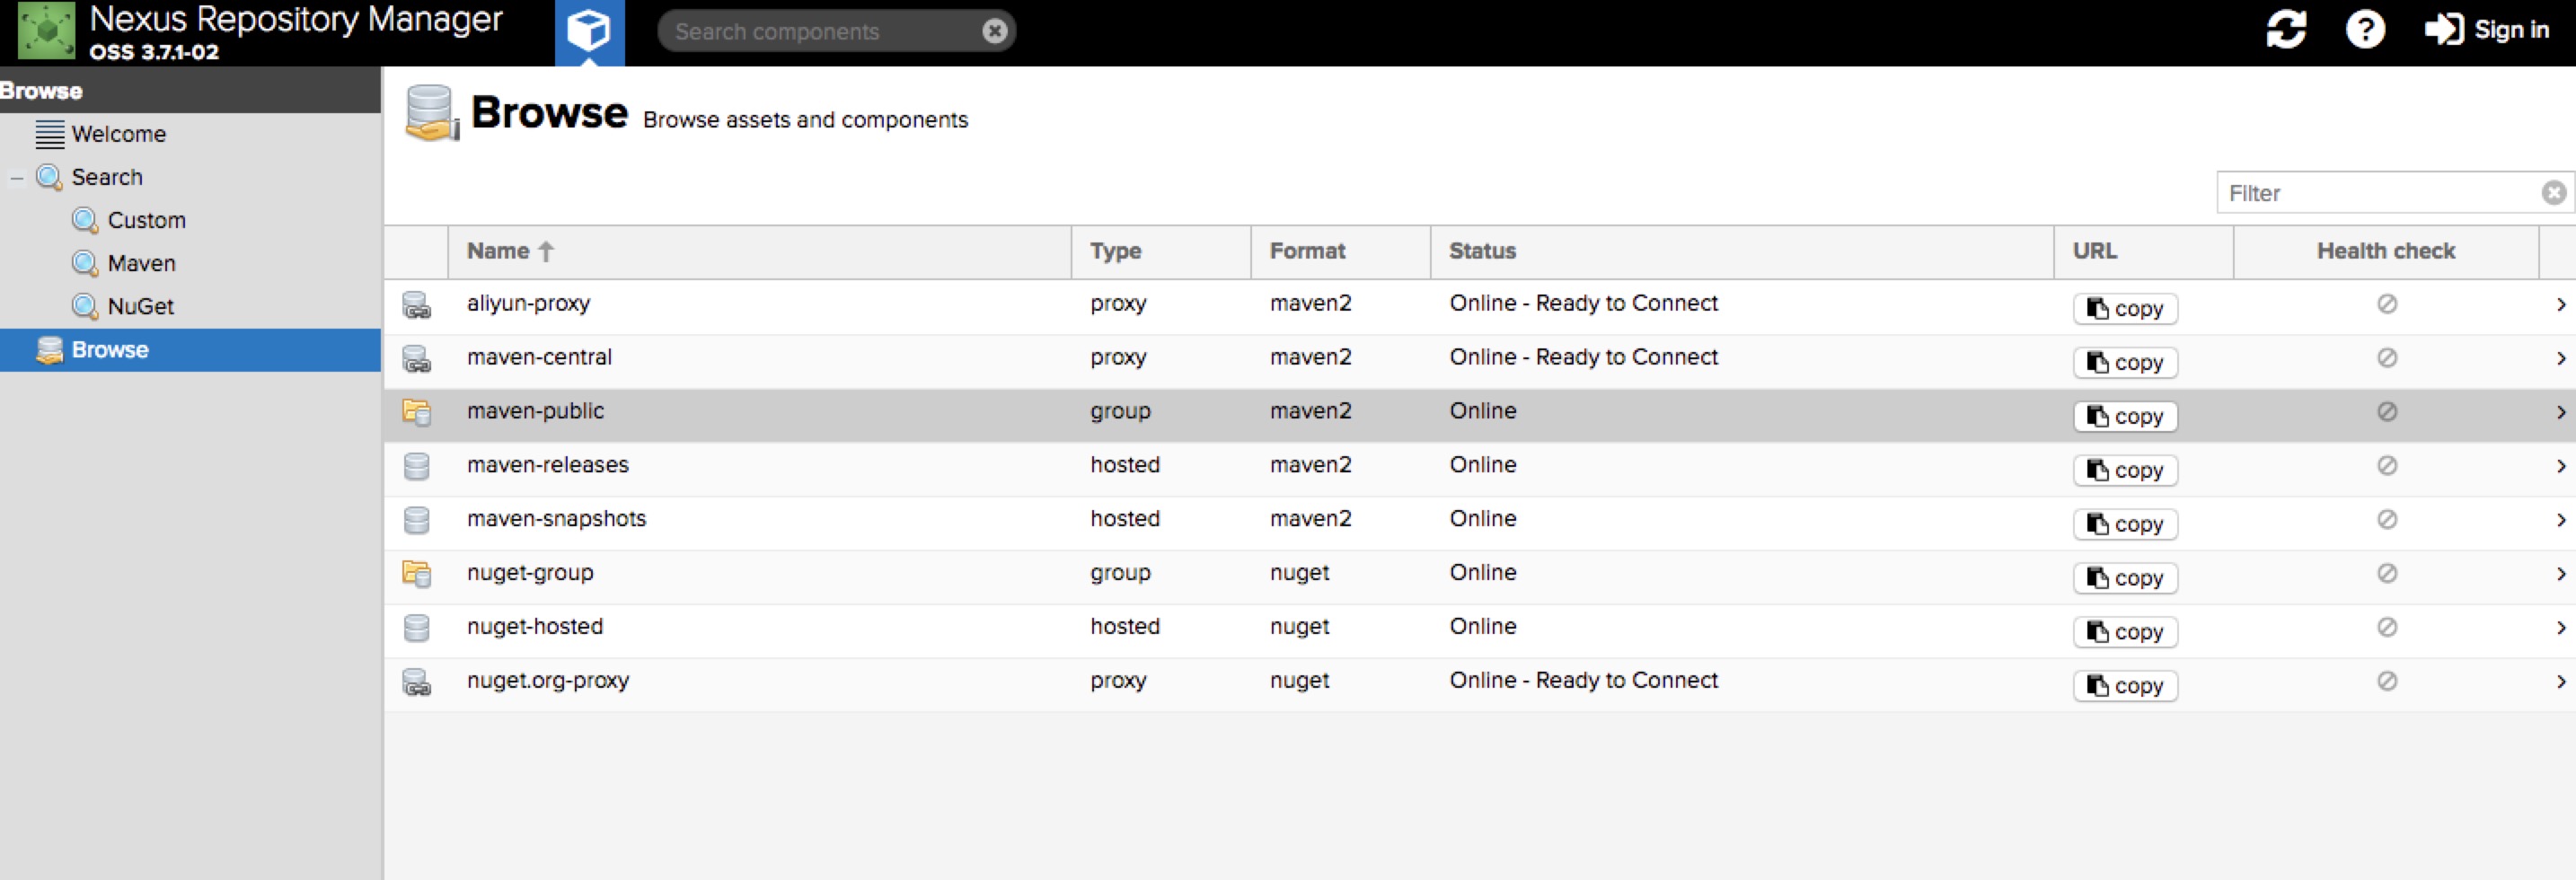 Nexus Repository Manager
OSS 3.7.1-02
Search components
Sign in
Browse
Welcome
Search
Custom
Maven
NuGet
Browse
Browse Browse assets and components
Filter
Name Type Format Status URL Health check
aliyun-proxy proxy maven2 Online - Ready to Connect copy
maven-central proxy maven2 Online - Ready to Connect copy
maven-public group maven2 Online copy
maven-releases hosted maven2 Online copy
maven-snapshots hosted maven2 Online copy
nuget-group group nuget Online copy
nuget-hosted hosted nuget Online copy
nuget.org-proxy proxy nuget Online - Ready to Connect copy